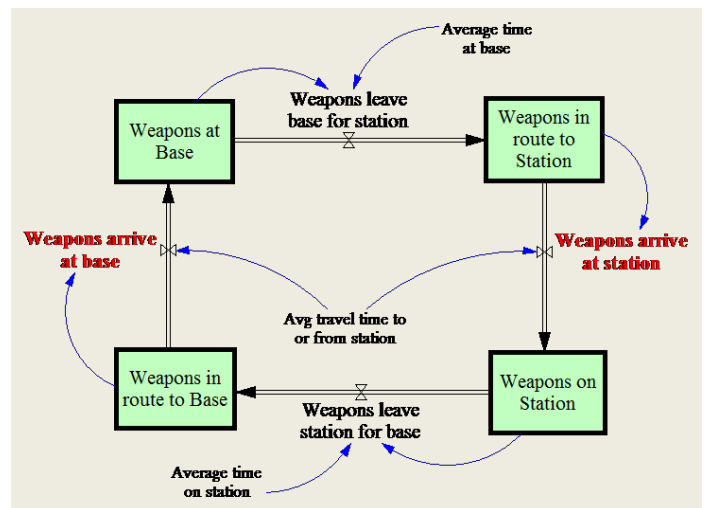 Average time
at base
Weapons leave
base for station
Weapons at
Base
Weapons in
route to
Station
Weapons arrive
at base
Weapons arrive
at station
Avg travel time to
or from station
Weapons in
route to Base
Weapons on
Station
Weapons leave
station for base
Average time
on station